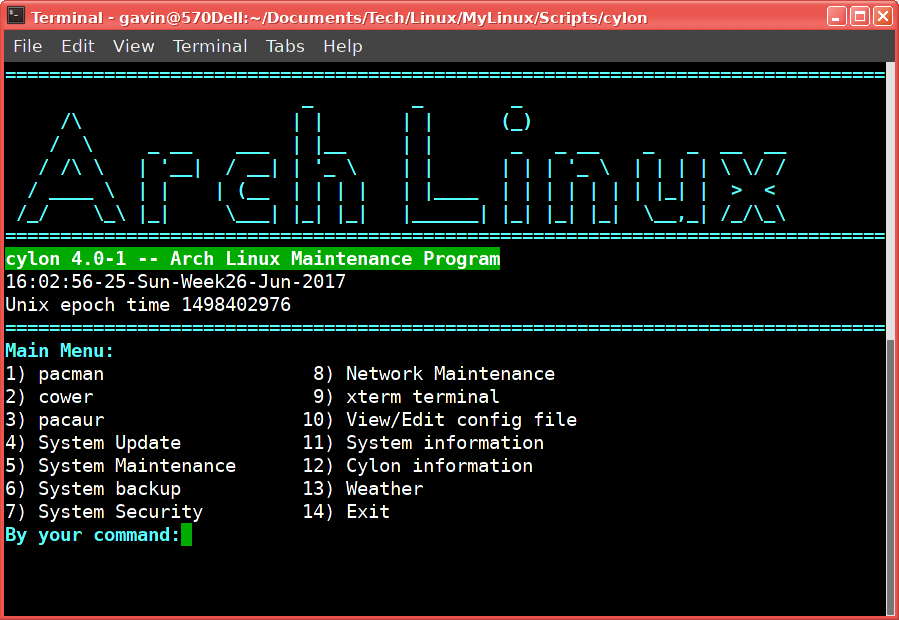 Terminal - gavin@570Dell:~/Documents/Tech/Linux/MyLinux/Scripts/cylon
File Edit View Terminal Tabs Help
Arch Linux
cylon 4.0-1 -- Arch Linux Maintenance Program
16:02:56-25-Sun-Week26-Jun-2017
Unix epoch time 1498402976
Main Menu:
1) pacman 8) Network Maintenance
2) cower 9) xterm terminal
3) pacaur 10) View/Edit config file
4) System Update 11) System information
5) System Maintenance 12) Cylon information
6) System backup 13) Weather
7) System Security 14) Exit
By your command: